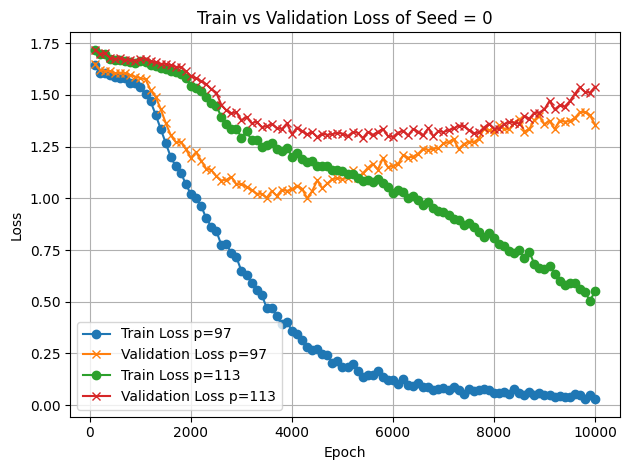 Train vs Validation Loss of Seed = 0
1.75
1.50
1.25
1.00
0.75
0.50
0.25
0.00
Loss
Train Loss p=97
Validation Loss p=97
Train Loss p=113
Validation Loss p=113
0
2000
4000
6000
8000
10000
Epoch